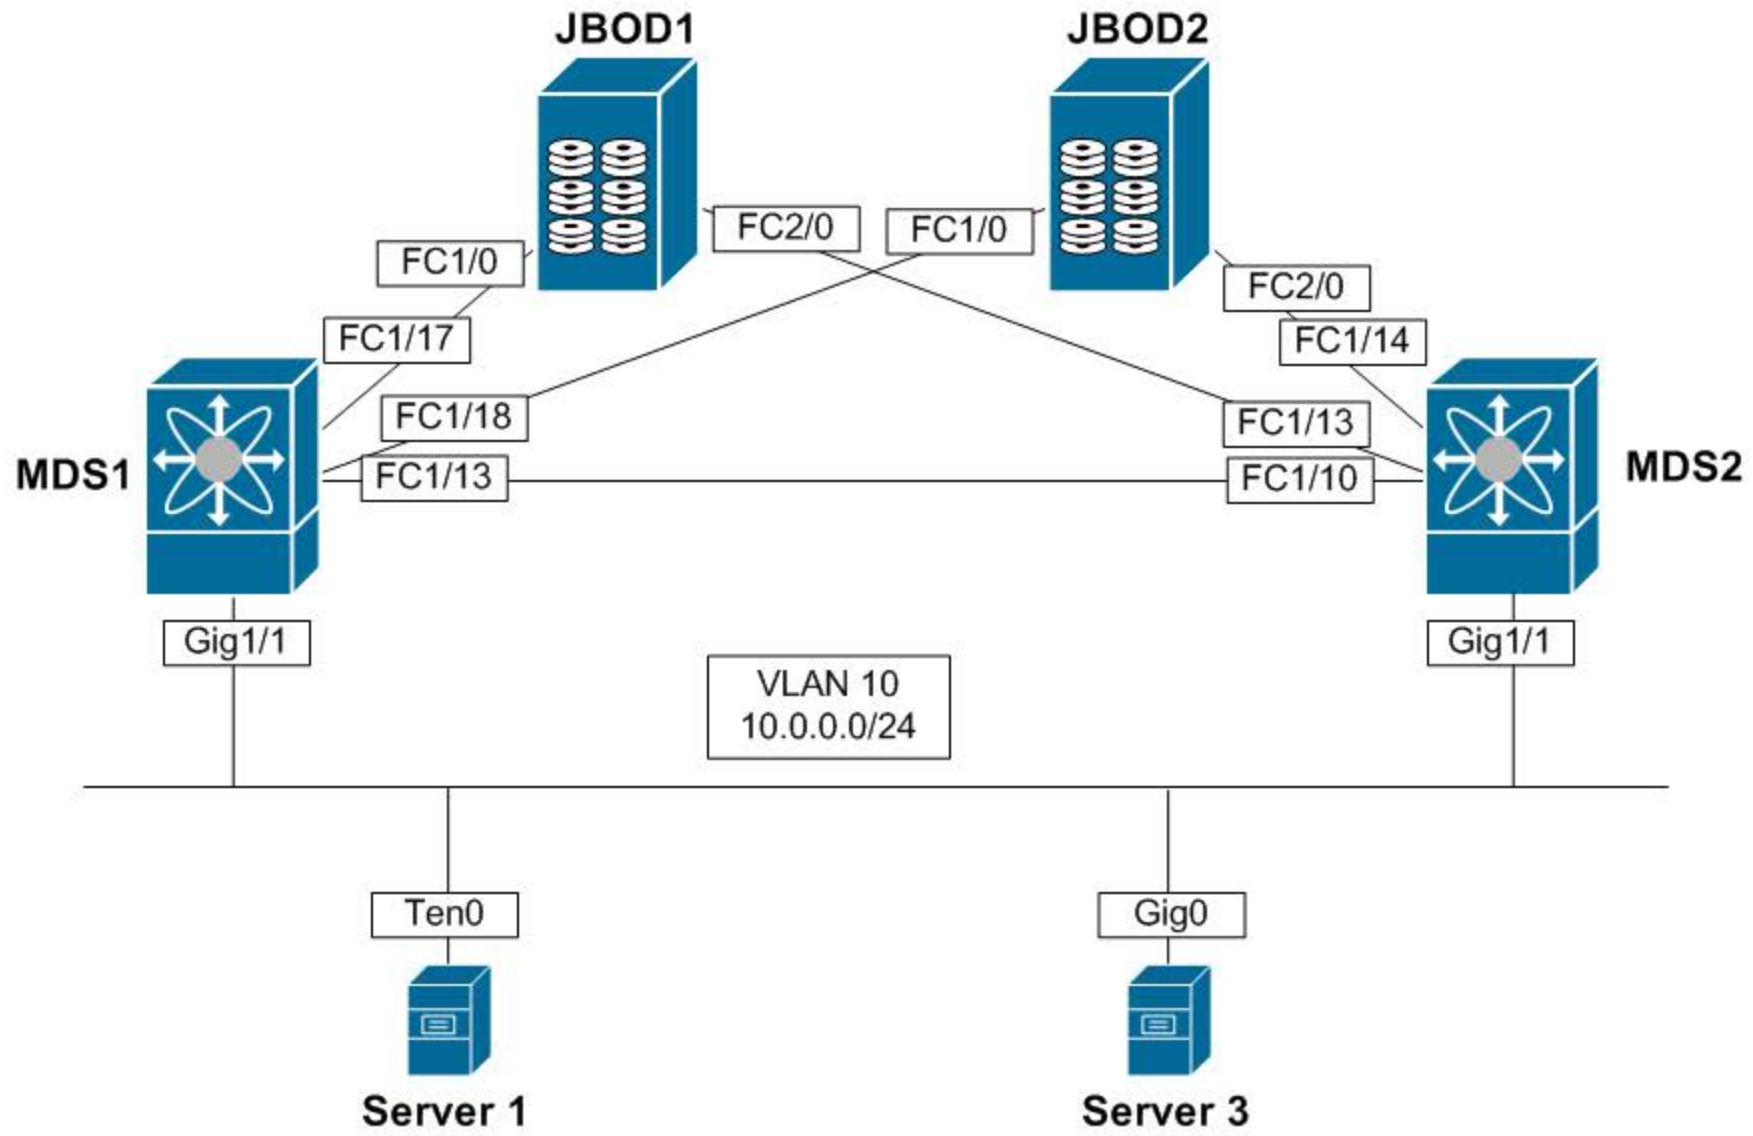 JBOD1
JBOD2
FC2/0
FC1/0
FC1/0
FC2/0
FC1/17
FC1/14
FC1/18
FC1/13
MDS1
FC1/13
FC1/10
MDS2
Gig1/1
Gig1/1
VLAN 10
10.0.0.0/24
Ten0
Gig0
Server 1
Server 3